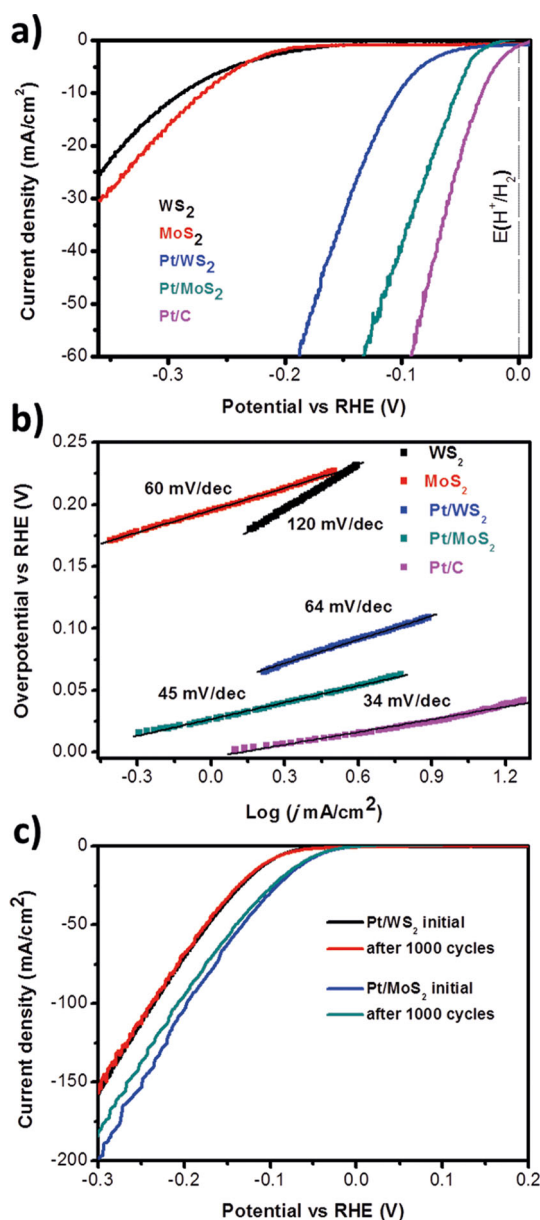 a)
Current density (mA/cm²)
0
-10
-20
-30
-40
-50
-60
WS₂
MoS₂
Pt/WS₂
Pt/MoS₂
Pt/C
E(H⁺/H₂)
-0.3
-0.2
-0.1
0.0
Potential vs RHE (V)
b)
Overpotential vs RHE (V)
0.25
0.20
0.15
0.10
0.05
0.00
60 mV/dec
120 mV/dec
64 mV/dec
45 mV/dec
34 mV/dec
WS₂
MoS₂
Pt/WS₂
Pt/MoS₂
Pt/C
-0.3
0.0
0.3
0.6
0.9
1.2
Log (j mA/cm²)
c)
Current density (mA/cm²)
0
-50
-100
-150
-200
Pt/WS₂ initial
after 1000 cycles
Pt/MoS₂ initial
after 1000 cycles
-0.3
-0.2
-0.1
0.0
0.1
0.2
Potential vs RHE (V)